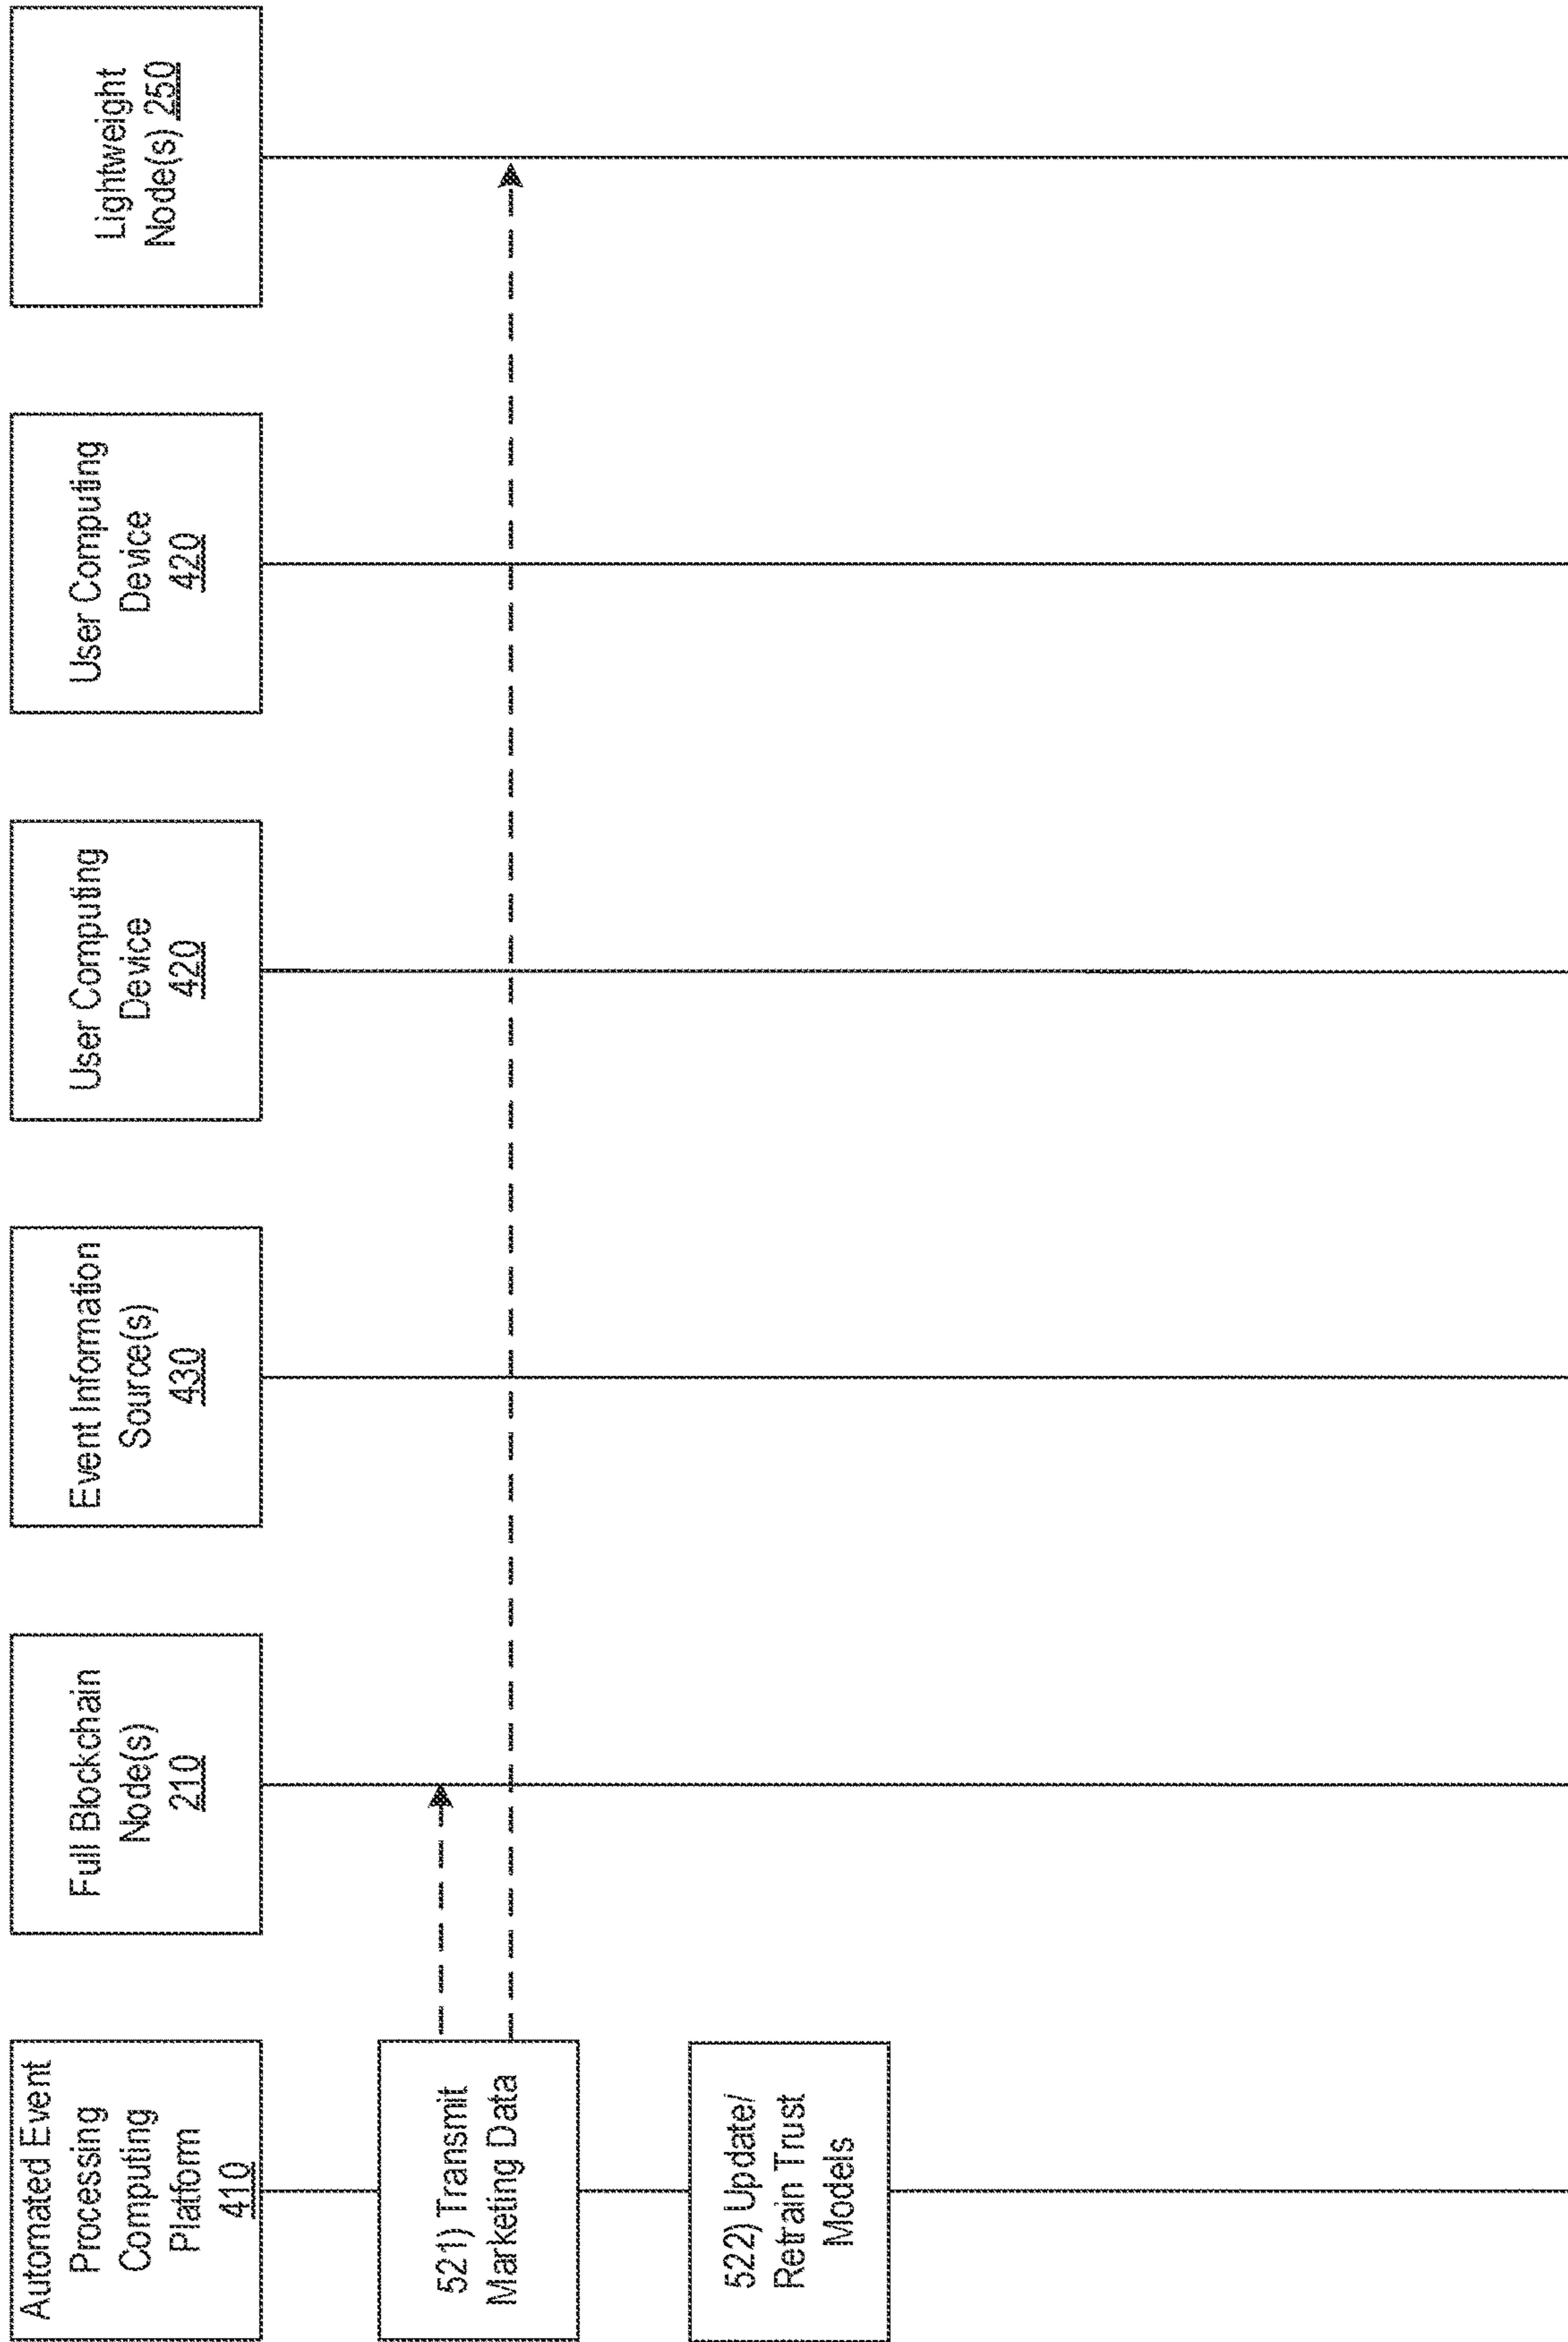 Automated Event
Processing
Computing
Platform
410
Full Blockchain
Node(s)
210
Event Information
Source(s)
430
User Computing
Device
420
User Computing
Device
420
Lightweight
Node(s) 250
521) Transmit
Marketing Data
522) Update/
Retrain Trust
Models